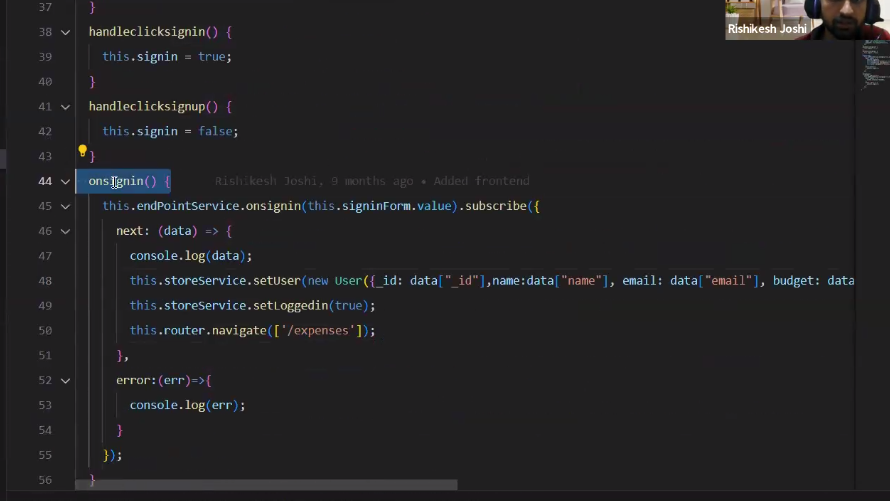 Rishikesh Joshi
37 }
38 handleclicksignin() {
39 this.signin = true;
40 }
41 handleclicksignup() {
42 this.signin = false;
43 }
44 onsignin() { Rishikesh Joshi, 9 months ago • Added frontend
45 this.endPointService.onsignin(this.signinForm.value).subscribe({
46 next: (data) => {
47 console.log(data);
48 this.storeService.setUser(new User({_id: data["_id"],name:data["name"], email: data["email"], budget: data
49 this.storeService.setLoggedin(true);
50 this.router.navigate(['/expenses']);
51 },
52 error:(err)=>{
53 console.log(err);
54 }
55 });
56 }